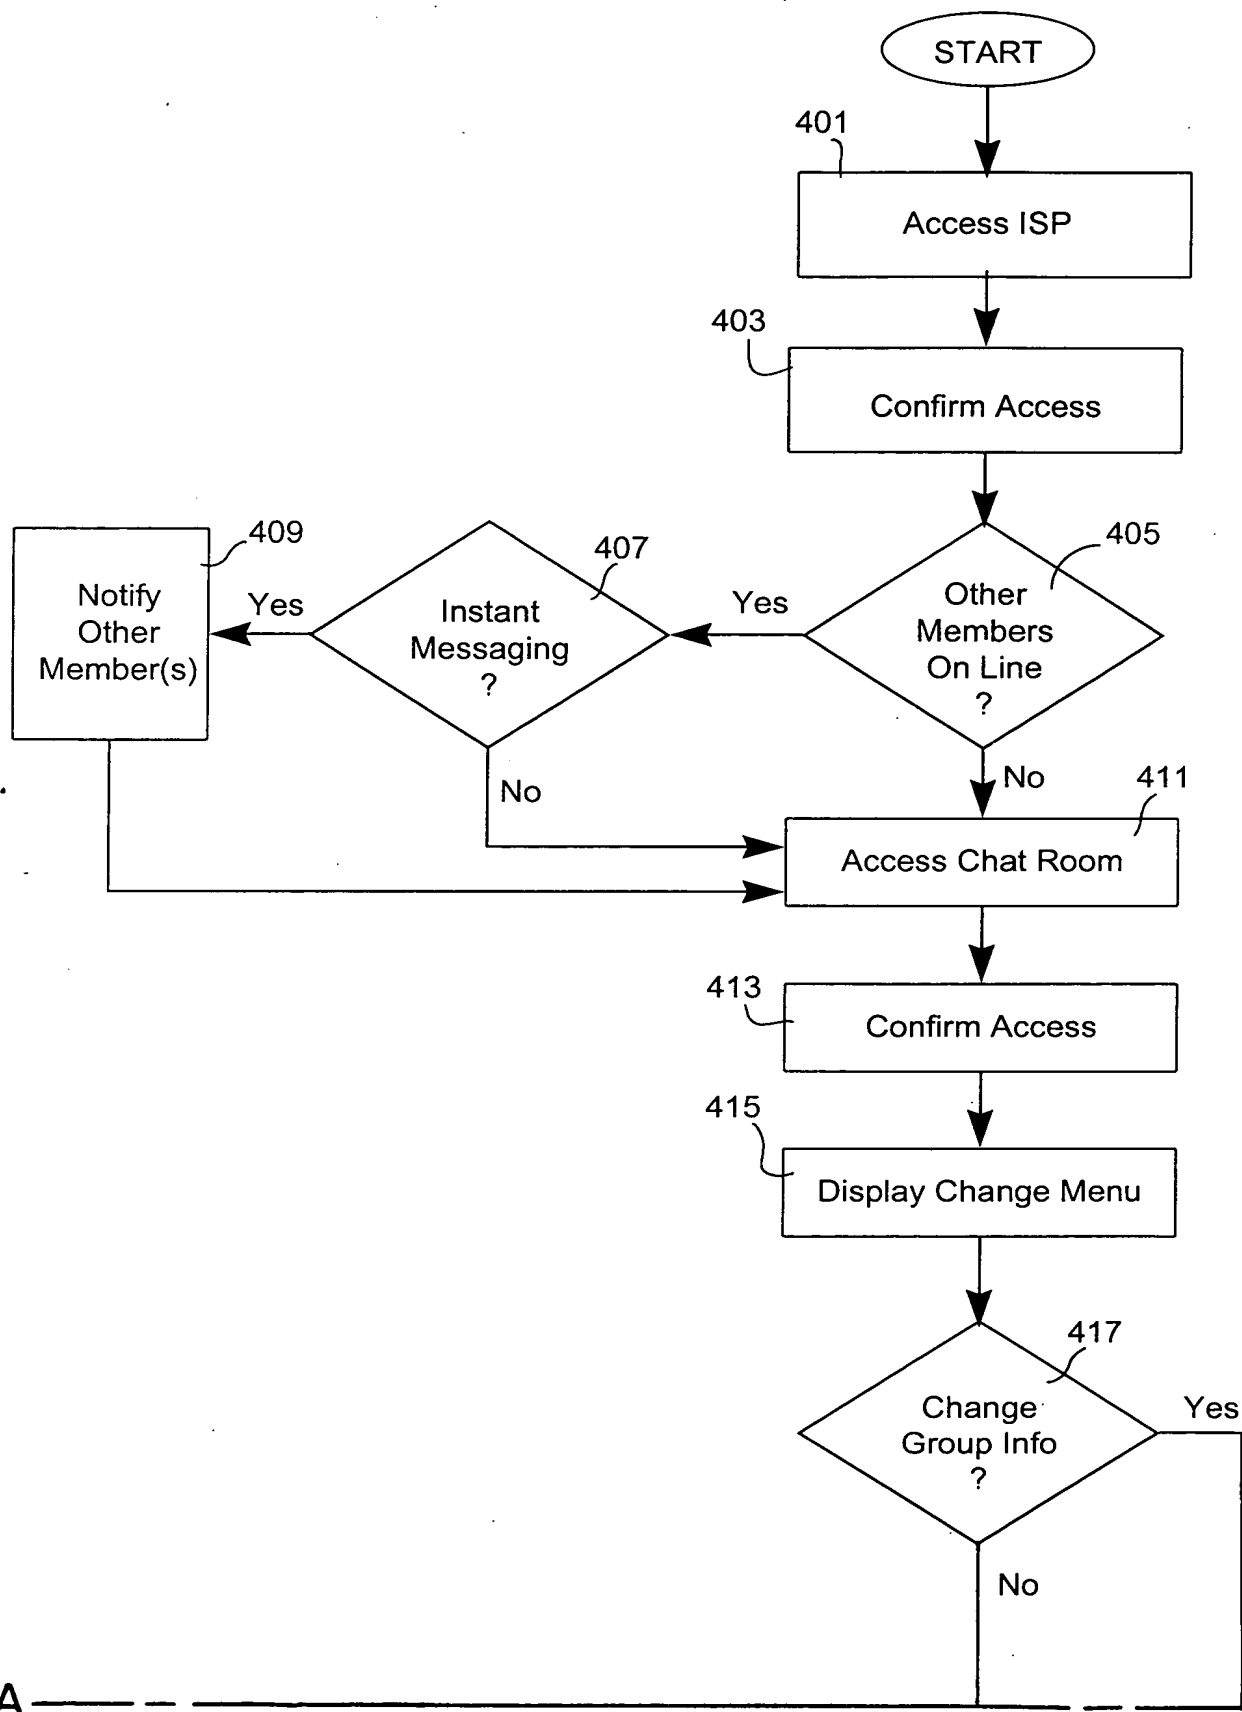 START
401
Access ISP
403
Confirm Access
409
407
405
Notify
Other
Member(s)
Yes
Instant
Messaging
?
Yes
Other
Members
On Line
?
No
No
411
Access Chat Room
413
Confirm Access
415
Display Change Menu
417
Change
Group Info
?
Yes
No
A